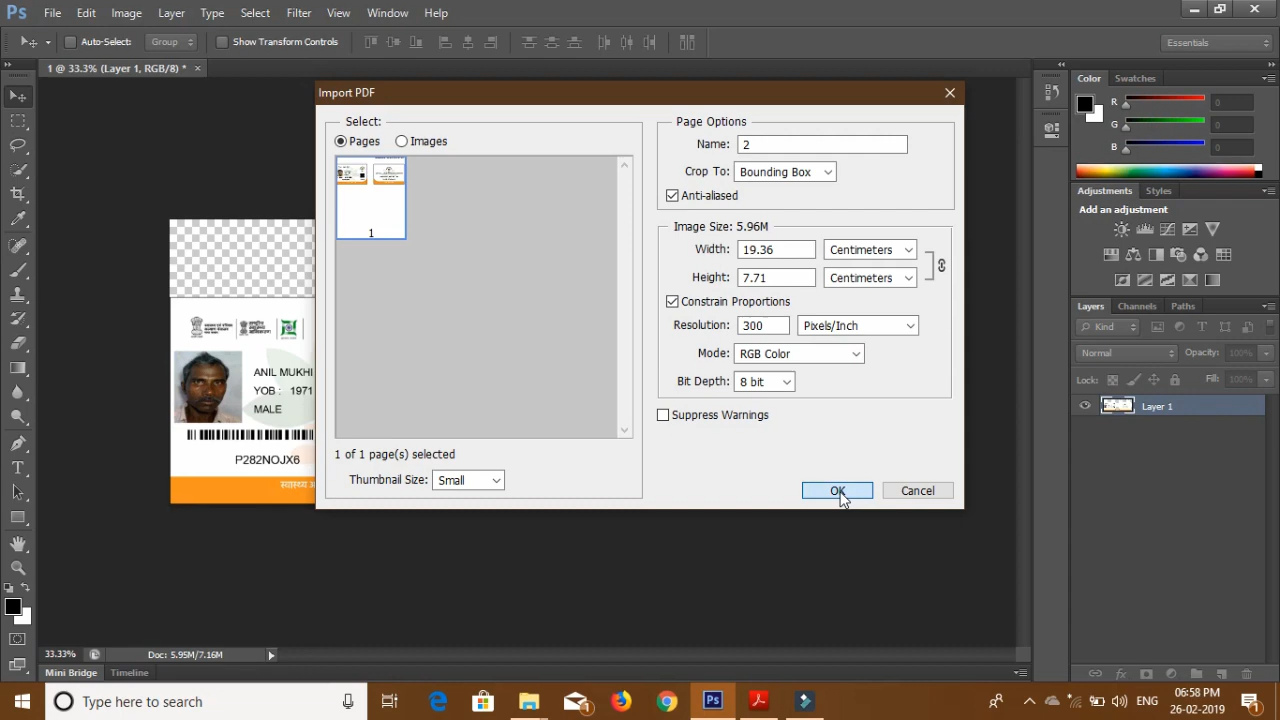 Ps File Edit Image Layer Type Select Filter View Window Help
Auto-Select: Group Show Transform Controls Essentials
1 @ 33.3% (Layer 1, RGB/8) * ×
Import PDF
Select:
Pages Images
1
1 of 1 page(s) selected
Thumbnail Size: Small
Page Options
Name: 2
Crop To: Bounding Box
Anti-aliased
Image Size: 5.96M
Width: 19.36 Centimeters
Height: 7.71 Centimeters
Constrain Proportions
Resolution: 300 Pixels/Inch
Mode: RGB Color
Bit Depth: 8 bit
Suppress Warnings
OK Cancel
ANIL MUKHI
YOB : 1971
MALE
P282NOJX6
Color Swatches
R 0
G 0
B 0
Adjustments Styles
Add an adjustment
Layers Channels Paths
Kind
Normal Opacity: 100%
Lock: Fill: 100%
Layer 1
33.33% Doc: 5.95M/7.16M
Mini Bridge Timeline
Type here to search
Ps
1
ENG
06:58 PM
26-02-2019
1